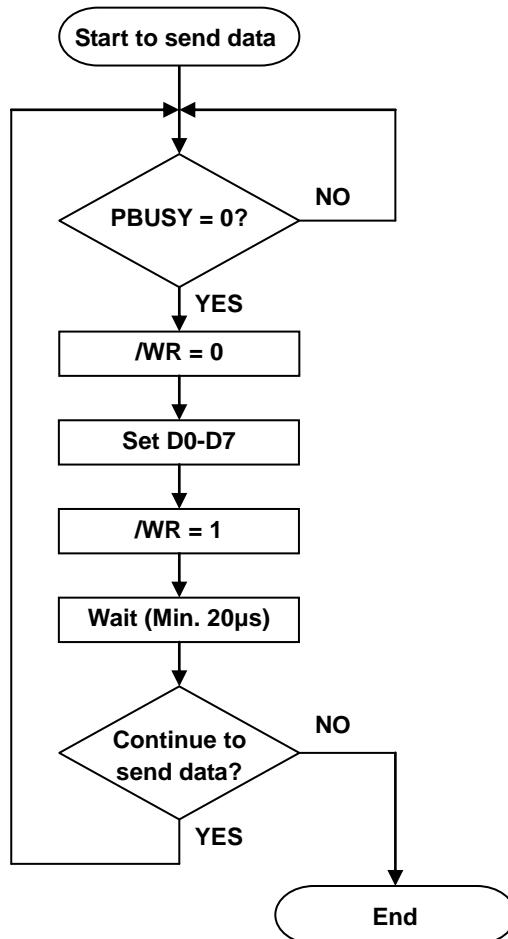 Start to send data
PBUSY = 0?
NO
YES
/WR = 0
Set D0-D7
/WR = 1
Wait (Min. 20µs)
Continue to
send data?
NO
YES
End